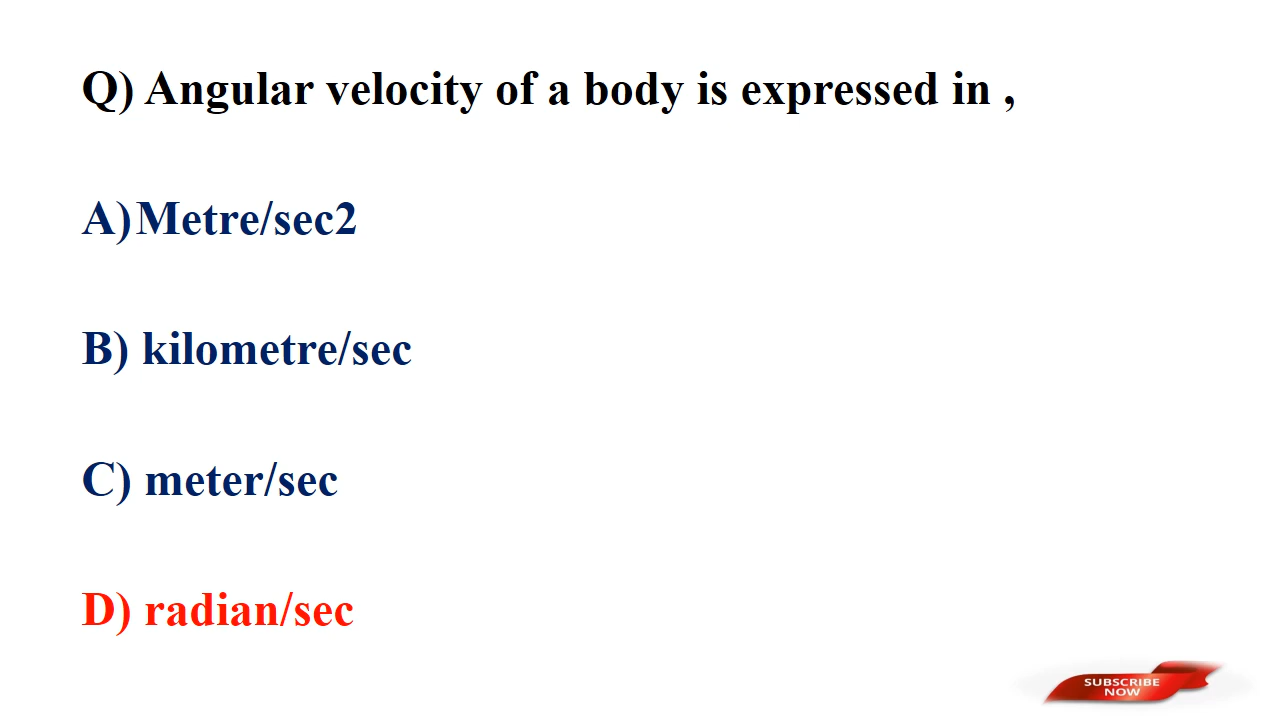 Q) Angular velocity of a body is expressed in ,
A) Metre/sec2
B) kilometre/sec
C) meter/sec
D) radian/sec
SUBSCRIBE
NOW